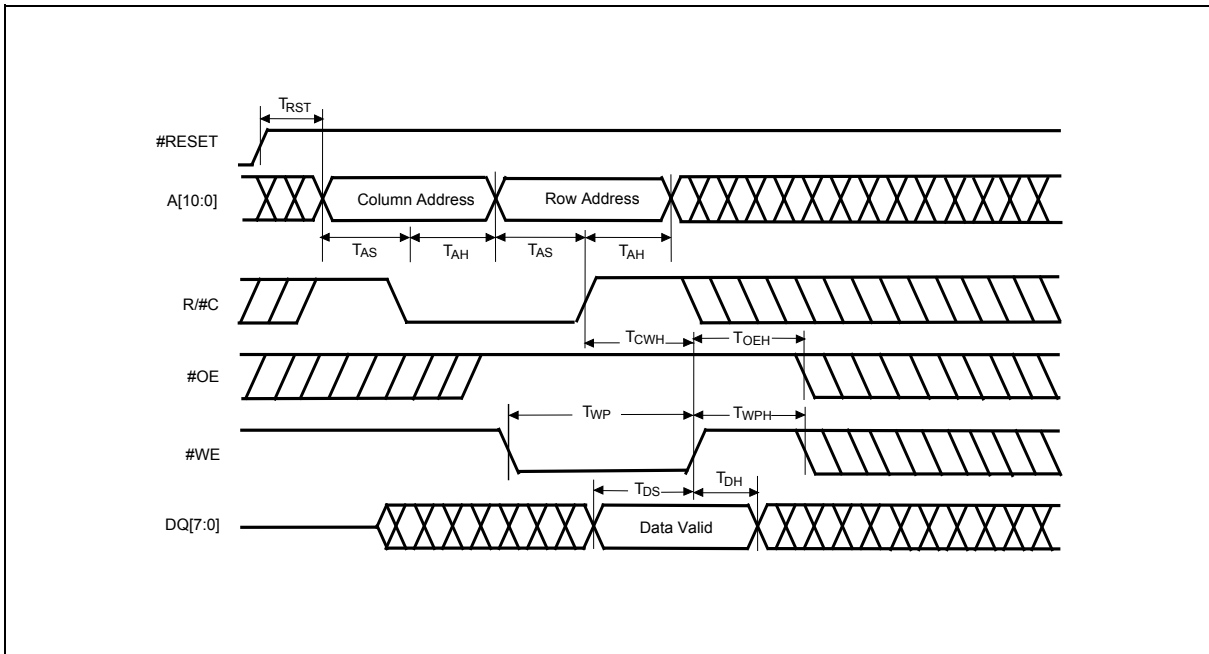 TRST
#RESET
A[10:0]
Column Address
Row Address
TAS
TAH
TAS
TAH
R/#C
TCWH
TOEH
#OE
TWP
TWPH
#WE
TDS
TDH
DQ[7:0]
Data Valid